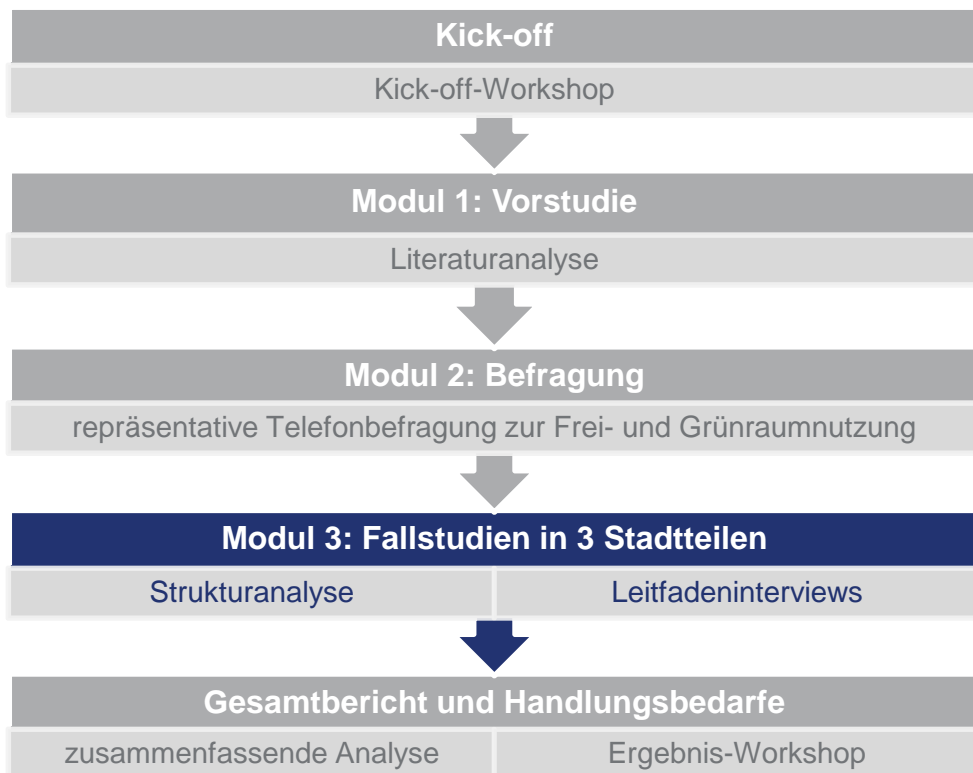 Kick-off
Kick-off-Workshop
Modul 1: Vorstudie
Literaturanalyse
Modul 2: Befragung
repräsentative Telefonbefragung zur Frei- und Grünraumnutzung
Modul 3: Fallstudien in 3 Stadtteilen
Strukturanalyse
Leitfadeninterviews
Gesamtbericht und Handlungsbedarfe
zusammenfassende Analyse
Ergebnis-Workshop